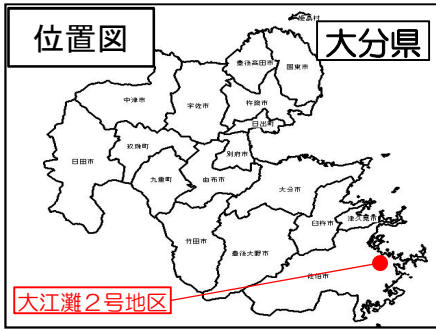 位置図
大分県
姫島村
豊後高田市
国東市
中津市
宇佐市
杵築市
日出町
日田市
玖珠町
別府市
九重町
由布市
大分市
臼杵市
津久見市
竹田市
豊後大野市
佐伯市
大江灘2号地区